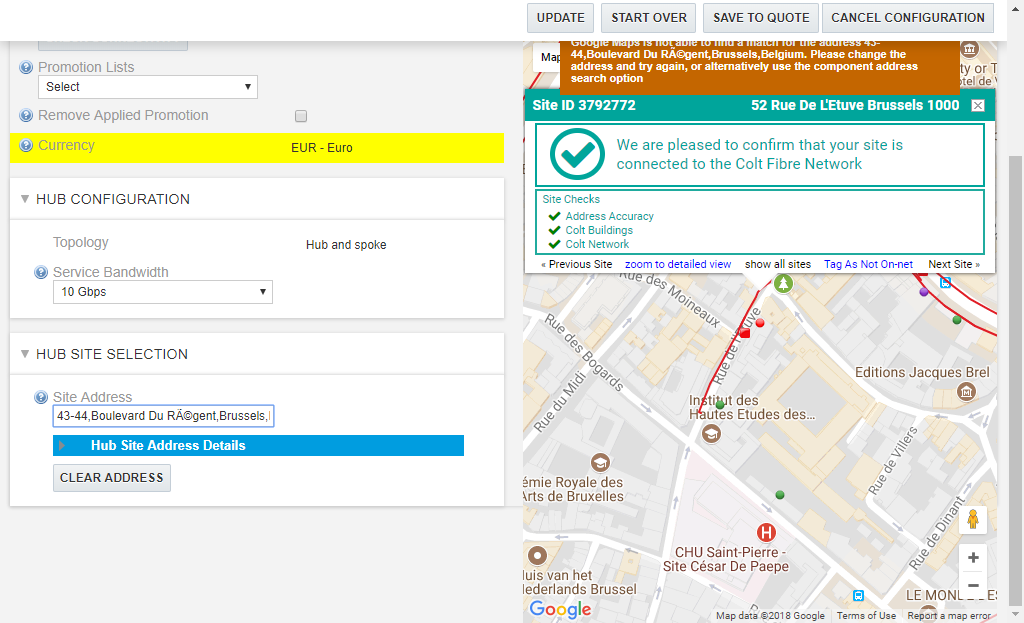 UPDATE
START OVER
SAVE TO QUOTE
CANCEL CONFIGURATION
Promotion Lists
Select
Remove Applied Promotion
Currency
EUR - Euro
HUB CONFIGURATION
Topology
Hub and spoke
Service Bandwidth
10 Gbps
HUB SITE SELECTION
Site Address
43-44,Boulevard Du RÃ©gent,Brussels,
Hub Site Address Details
CLEAR ADDRESS
Map
Google Maps is not able to find a match for the address 43-
44,Boulevard Du RÃ©gent,Brussels,Belgium. Please change the
address and try again, or alternatively use the component address
search option
Site ID 3792772
52 Rue De L'Etuve Brussels 1000
We are pleased to confirm that your site is
connected to the Colt Fibre Network
Site Checks
Address Accuracy
Colt Buildings
Colt Network
« Previous Site
zoom to detailed view
show all sites
Tag As Not On-net
Next Site »
Rue des Moineaux
Rue des Bogards
Rue du Midi
Rue de l'Étuve
Editions Jacques Brel
Institut des
Hautes Etudes des...
Rue de Villers
émie Royale des
Arts de Bruxelles
Rue de Dinant
CHU Saint-Pierre -
Site César De Paepe
Huis van het
Nederlands Brussel
LE MON
Google
Map data ©2018 Google
Terms of Use
Report a map error